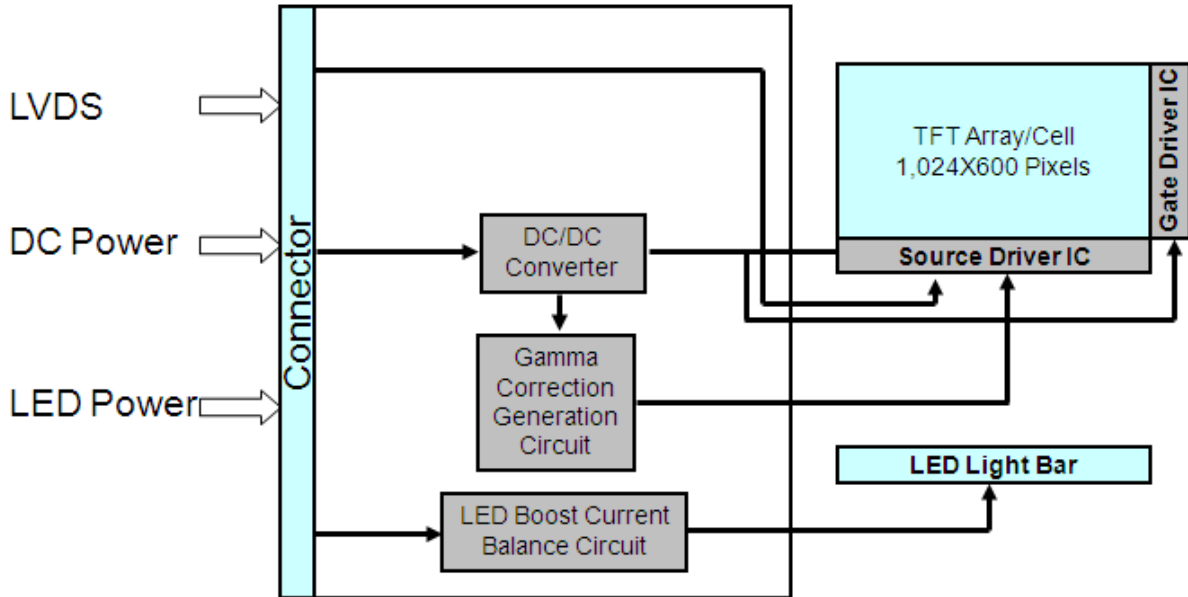 LVDS
DC Power
LED Power
Connector
DC/DC
Converter
Gamma
Correction
Generation
Circuit
LED Boost Current
Balance Circuit
TFT Array/Cell
1,024X600 Pixels
Gate Driver IC
Source Driver IC
LED Light Bar